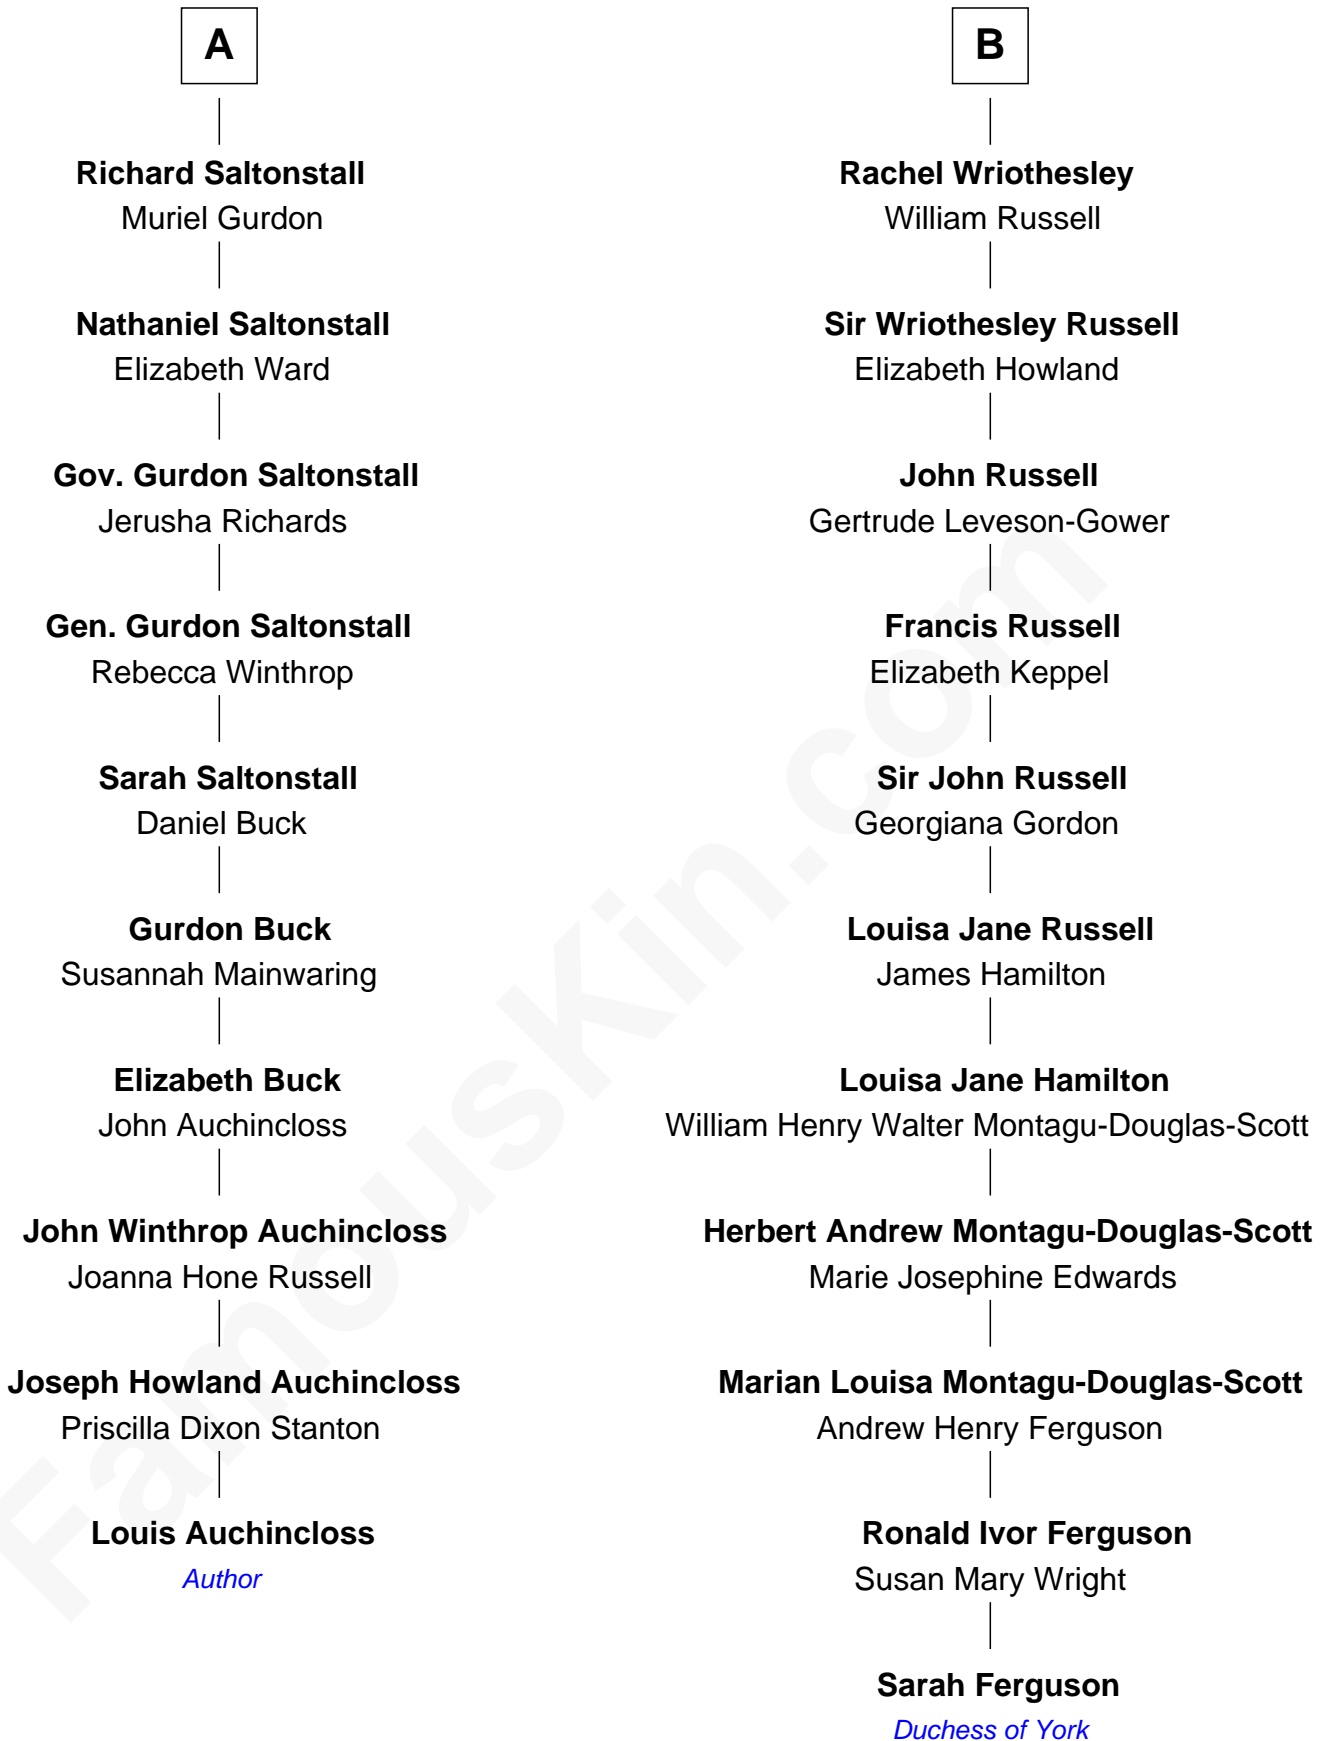 A
Richard Saltonstall
Muriel Gurdon
Nathaniel Saltonstall
Elizabeth Ward
Gov. Gurdon Saltonstall
Jerusha Richards
Gen. Gurdon Saltonstall
Rebecca Winthrop
Sarah Saltonstall
Daniel Buck
Gurdon Buck
Susannah Mainwaring
Elizabeth Buck
John Auchincloss
John Winthrop Auchincloss
Joanna Hone Russell
Joseph Howland Auchincloss
Priscilla Dixon Stanton
Louis Auchincloss
Author
B
Rachel Wriothesley
William Russell
Sir Wriothesley Russell
Elizabeth Howland
John Russell
Gertrude Leveson-Gower
Francis Russell
Elizabeth Keppel
Sir John Russell
Georgiana Gordon
Louisa Jane Russell
James Hamilton
Louisa Jane Hamilton
William Henry Walter Montagu-Douglas-Scott
Herbert Andrew Montagu-Douglas-Scott
Marie Josephine Edwards
Marian Louisa Montagu-Douglas-Scott
Andrew Henry Ferguson
Ronald Ivor Ferguson
Susan Mary Wright
Sarah Ferguson
Duchess of York
FamousKin.com